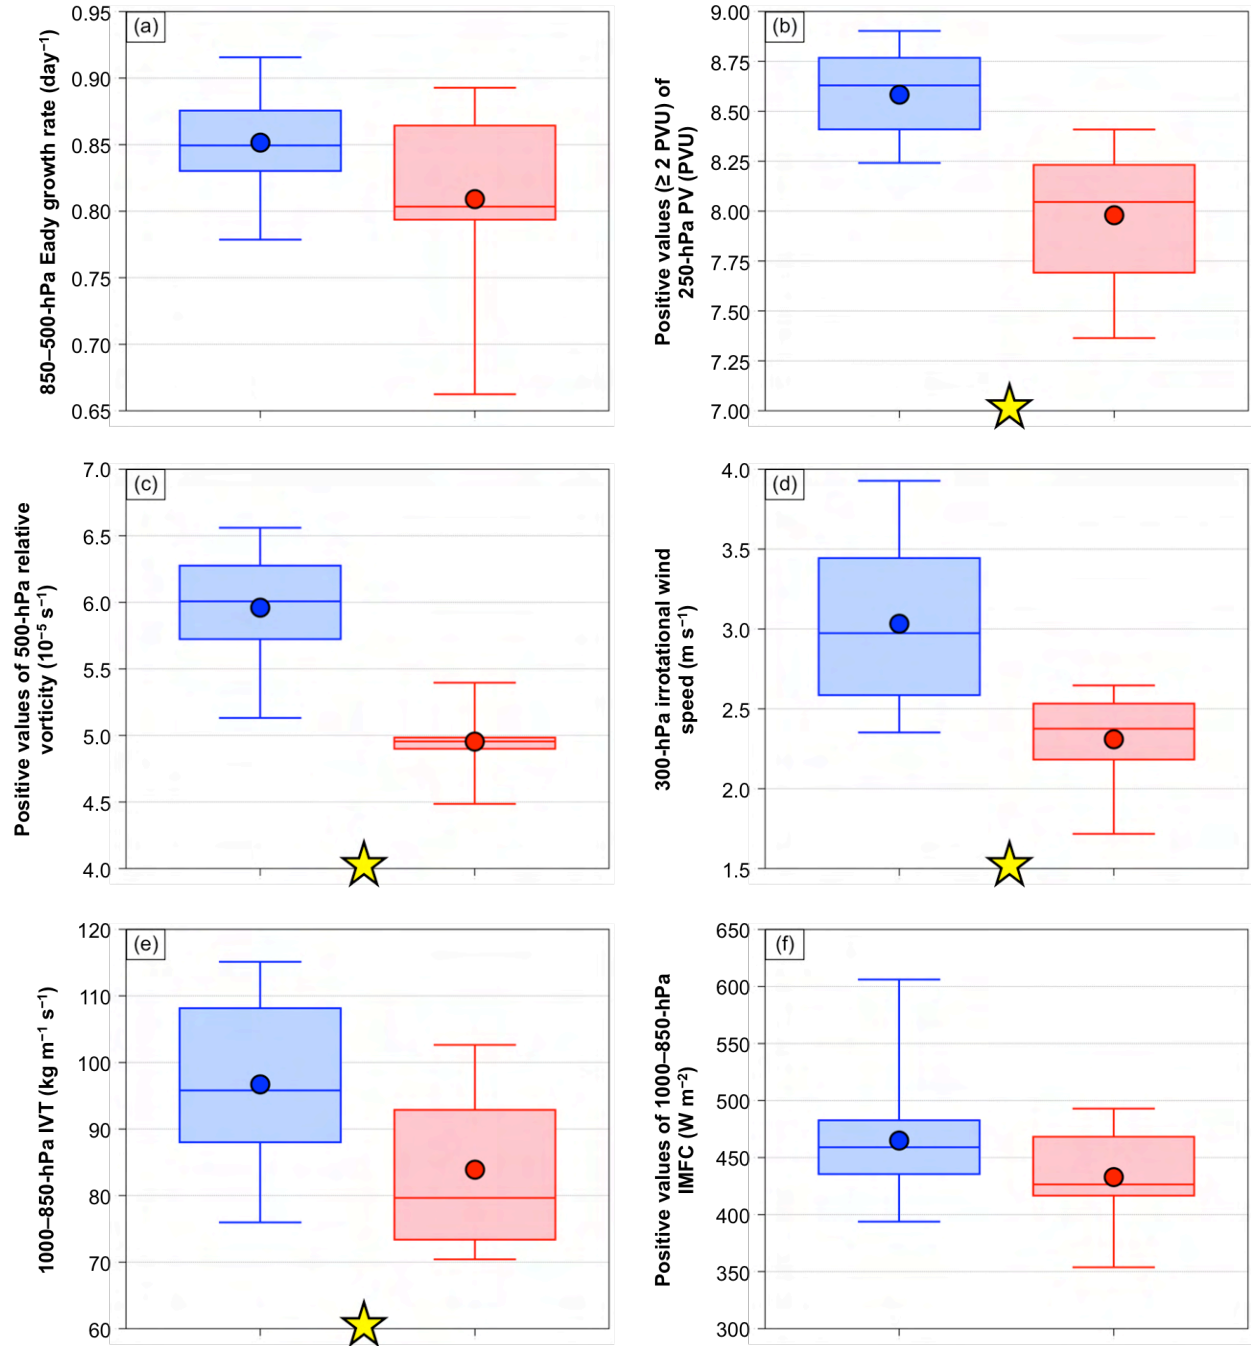 (a)
850–500-hPa Eady growth rate (day⁻¹)
0.95
0.90
0.85
0.80
0.75
0.70
0.65
(b)
Positive values (≥ 2 PVU) of
250-hPa PV (PVU)
9.00
8.75
8.50
8.25
8.00
7.75
7.50
7.25
7.00
(c)
Positive values of 500-hPa relative
vorticity (10⁻⁵ s⁻¹)
7.0
6.5
6.0
5.5
5.0
4.5
4.0
(d)
300-hPa irrotational wind
speed (m s⁻¹)
4.0
3.5
3.0
2.5
2.0
1.5
(e)
1000–850-hPa IVT (kg m⁻¹ s⁻¹)
120
110
100
90
80
70
60
(f)
Positive values of 1000–850-hPa
IMFC (W m⁻²)
650
600
550
500
450
400
350
300